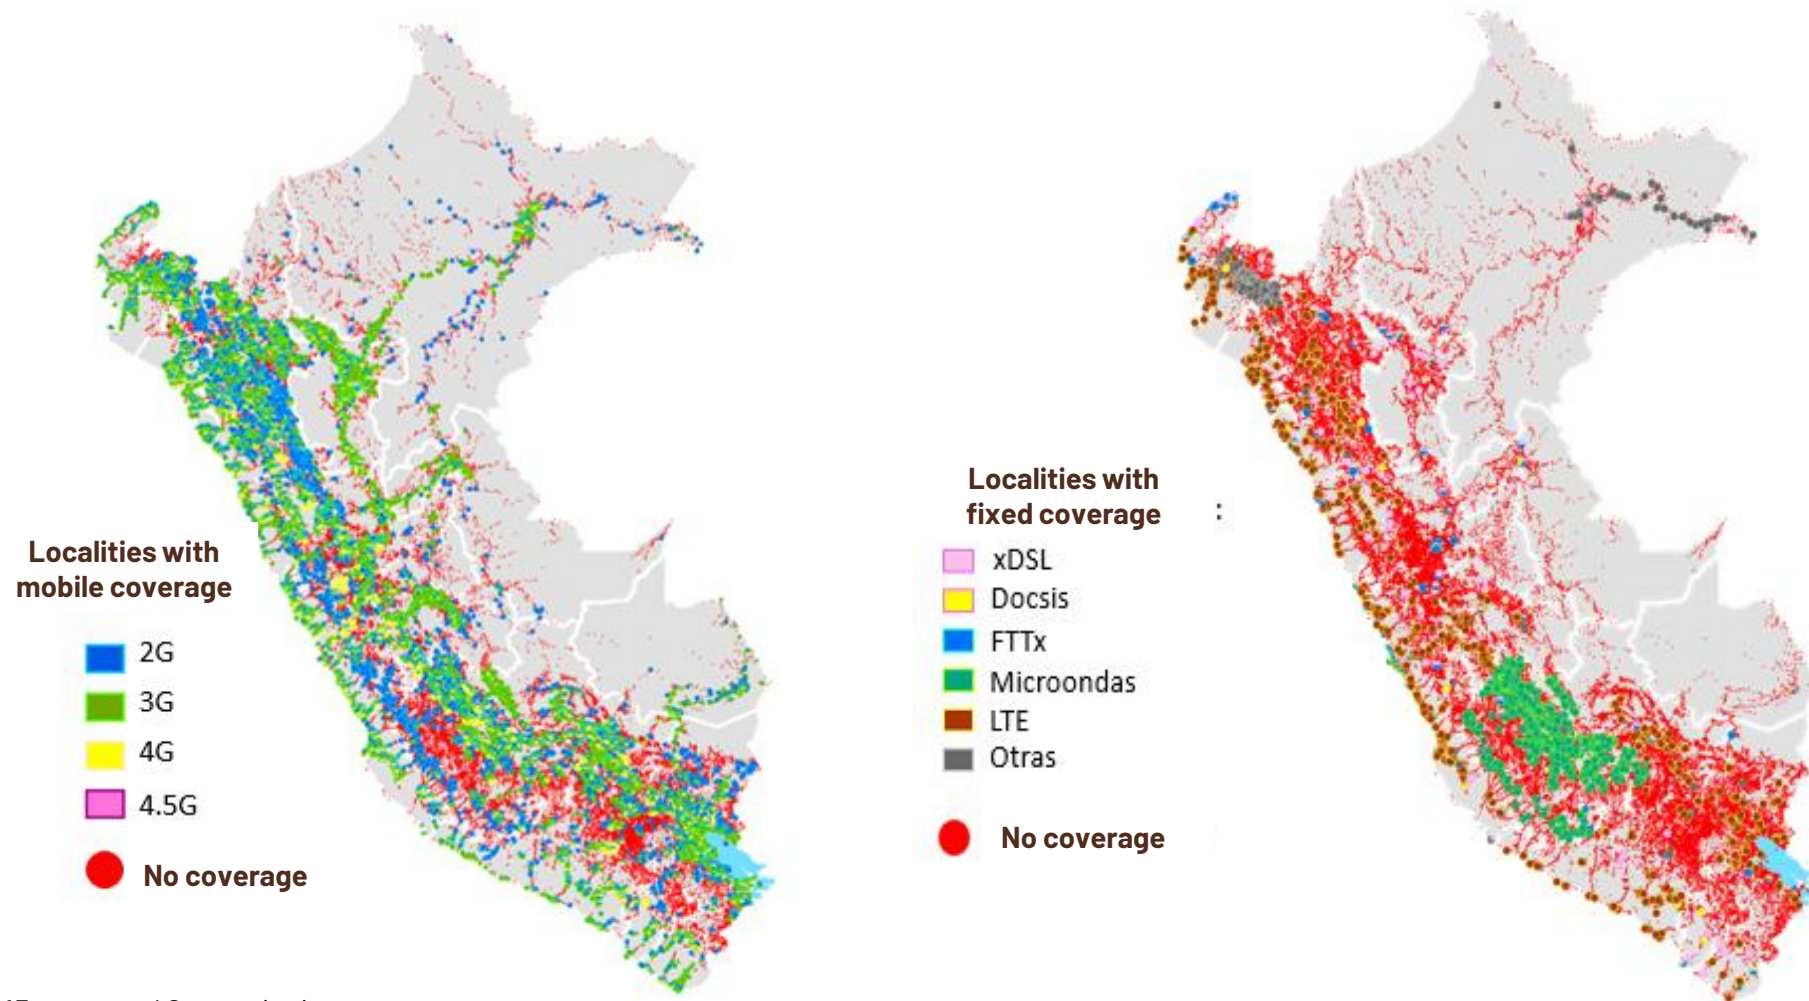 Localities with
mobile coverage
2G
3G
4G
4.5G
No coverage
Localities with
fixed coverage
:
xDSL
Docsis
FTTx
Microondas
LTE
Otras
No coverage